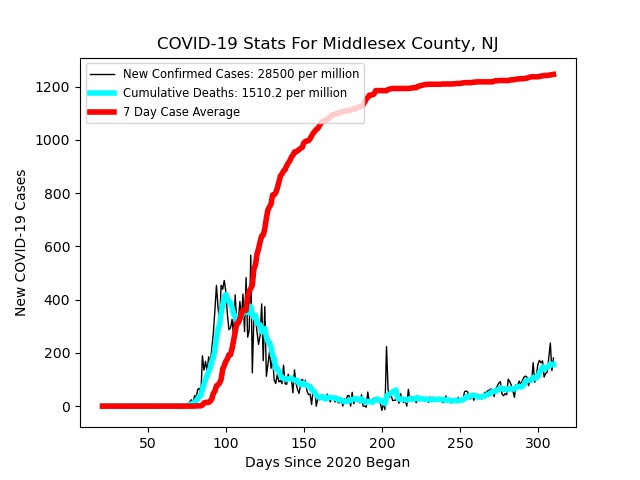 COVID-19 Stats For Middlesex County, NJ
New Confirmed Cases: 28500 per million
Cumulative Deaths: 1510.2 per million
7 Day Case Average
New COVID-19 Cases
1200
1000
800
600
400
200
0
50 100 150 200 250 300
Days Since 2020 Began